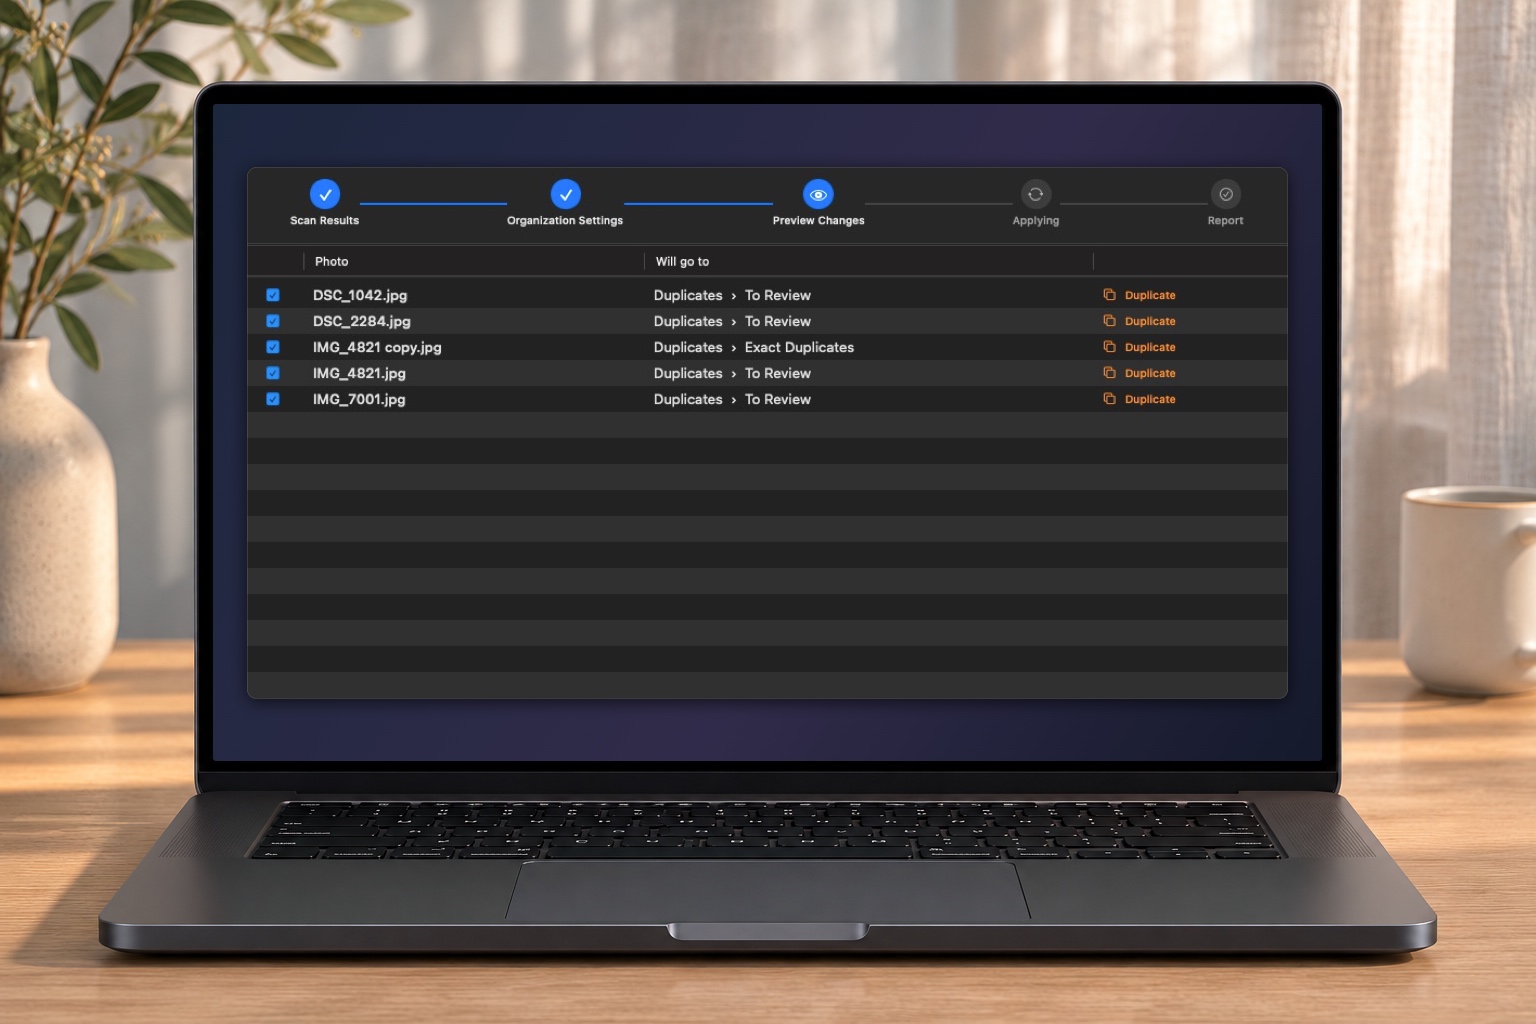 Scan Results
Organization Settings
Preview Changes
Applying
Report
Photo Will go to
DSC_1042.jpg Duplicates › To Review Duplicate
DSC_2284.jpg Duplicates › To Review Duplicate
IMG_4821 copy.jpg Duplicates › Exact Duplicates Duplicate
IMG_4821.jpg Duplicates › To Review Duplicate
IMG_7001.jpg Duplicates › To Review Duplicate